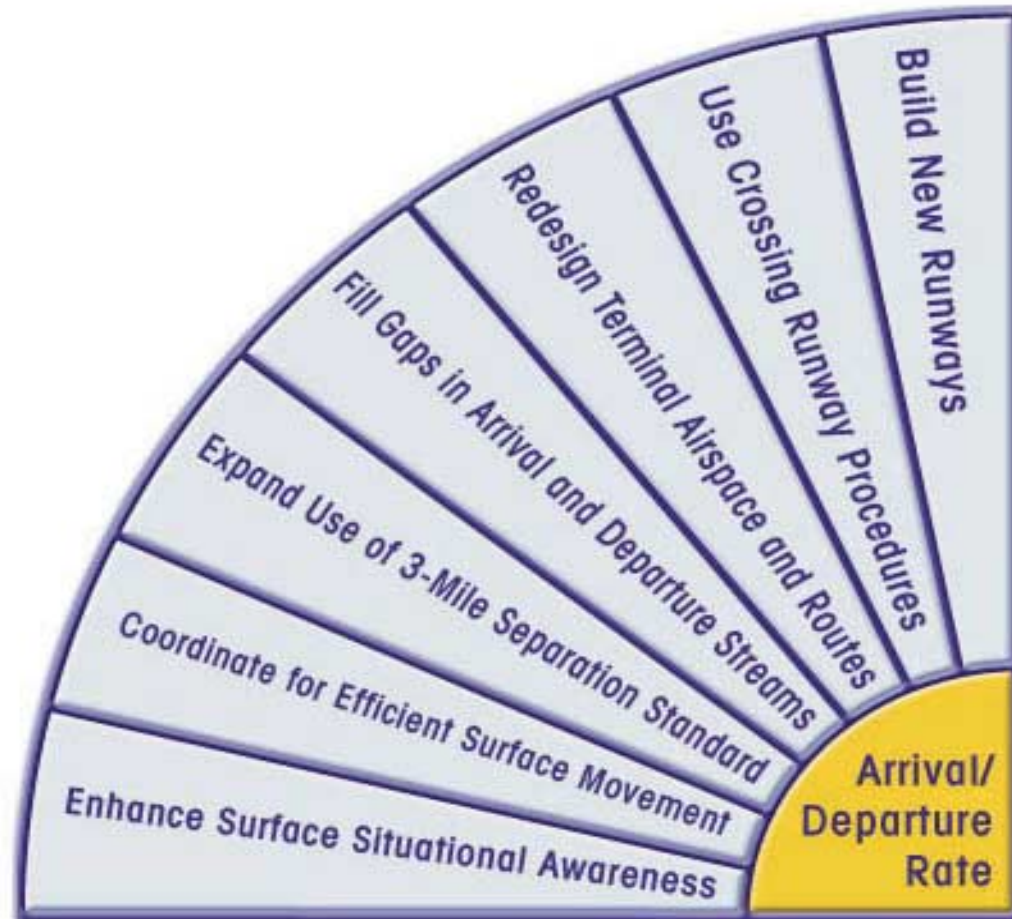 Build New Runways
Use Crossing Runway Procedures
Redesign Terminal Airspace and Routes
Fill Gaps in Arrival and Departure Streams
Expand Use of 3-Mile Separation Standard
Coordinate for Efficient Surface Movement
Enhance Surface Situational Awareness
Arrival/
Departure
Rate